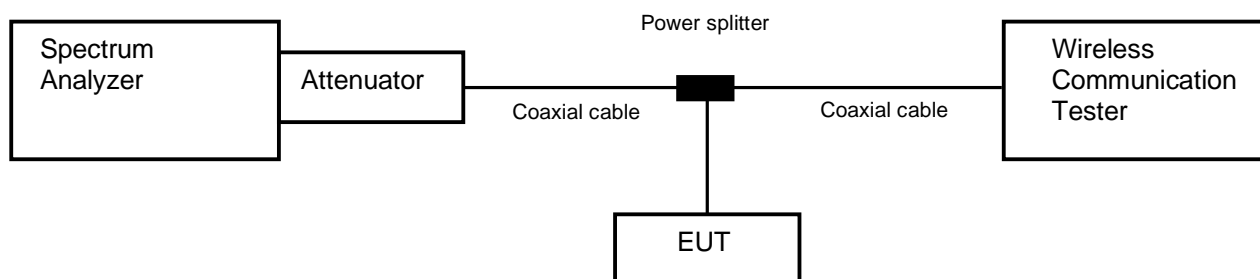 Power splitter
Spectrum
Analyzer
Attenuator
Coaxial cable
Coaxial cable
Wireless
Communication
Tester
EUT